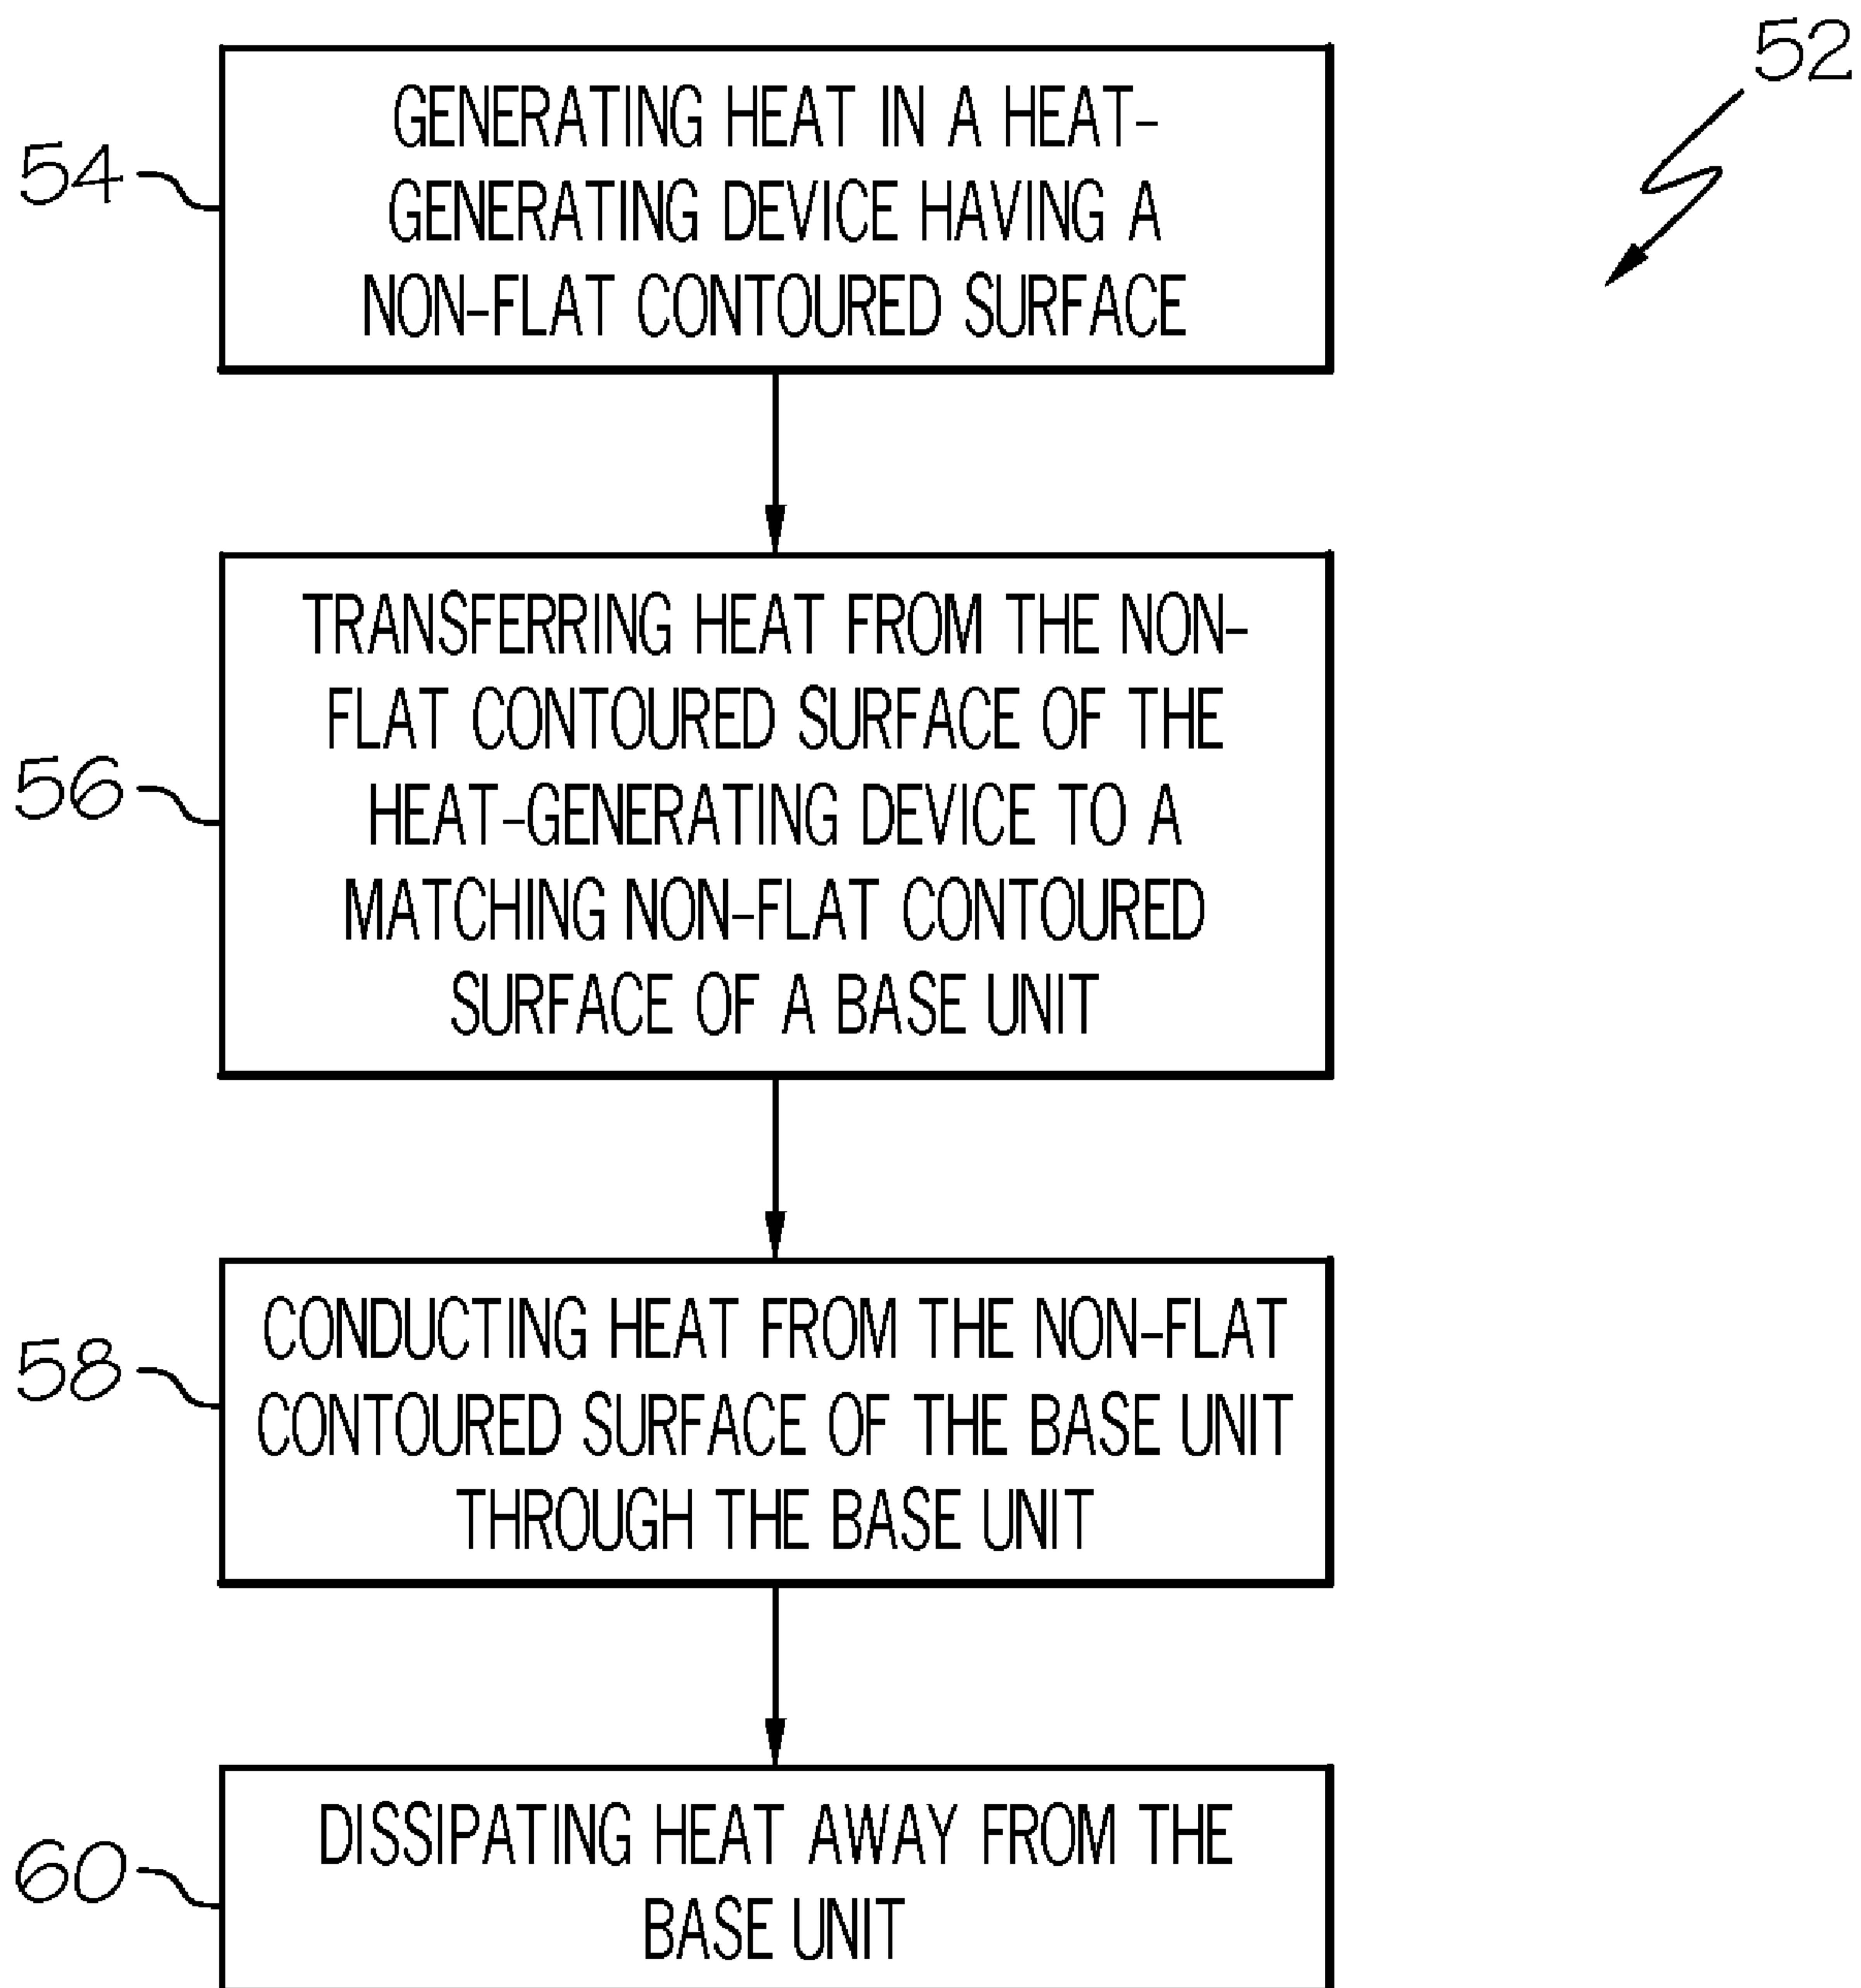 52
54
GENERATING HEAT IN A HEAT-
GENERATING DEVICE HAVING A
NON-FLAT CONTOURED SURFACE
56
TRANSFERRING HEAT FROM THE NON-
FLAT CONTOURED SURFACE OF THE
HEAT-GENERATING DEVICE TO A
MATCHING NON-FLAT CONTOURED
SURFACE OF A BASE UNIT
58
CONDUCTING HEAT FROM THE NON-FLAT
CONTOURED SURFACE OF THE BASE UNIT
THROUGH THE BASE UNIT
60
DISSIPATING HEAT AWAY FROM THE
BASE UNIT